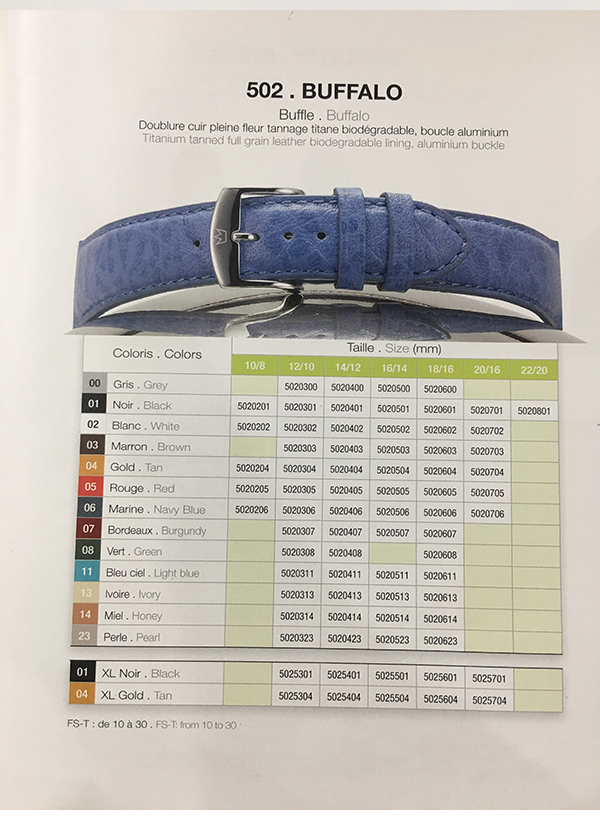 502 . BUFFALO
Buffle . Buffalo
Doublure cuir pleine fleur tannage titane biodégradable, boucle aluminium
Titanium tanned full grain leather biodegradable lining, aluminium buckle
Coloris . Colors Taille . Size (mm)
10/8 12/10 14/12 16/14 18/16 20/16 22/20
00 Gris . Grey 5020300 5020400 5020500 5020600
01 Noir . Black 5020201 5020301 5020401 5020501 5020601 5020701 5020801
02 Blanc . White 5020202 5020302 5020402 5020502 5020602 5020702
03 Marron . Brown 5020303 5020403 5020503 5020603 5020703
04 Gold . Tan 5020204 5020304 5020404 5020504 5020604 5020704
05 Rouge . Red 5020205 5020305 5020405 5020505 5020605 5020705
06 Marine . Navy Blue 5020206 5020306 5020406 5020506 5020606 5020706
07 Bordeaux . Burgundy 5020307 5020407 5020507 5020607
08 Vert . Green 5020308 5020408 5020608
11 Bleu ciel . Light blue 5020311 5020411 5020511 5020611
13 Ivoire . Ivory 5020313 5020413 5020513 5020613
14 Miel . Honey 5020314 5020414 5020514 5020614
23 Perle . Pearl 5020323 5020423 5020523 5020623
01 XL Noir . Black 5025301 5025401 5025501 5025601 5025701
04 XL Gold . Tan 5025304 5025404 5025504 5025604 5025704
FS-T : de 10 à 30 . FS-T: from 10 to 30